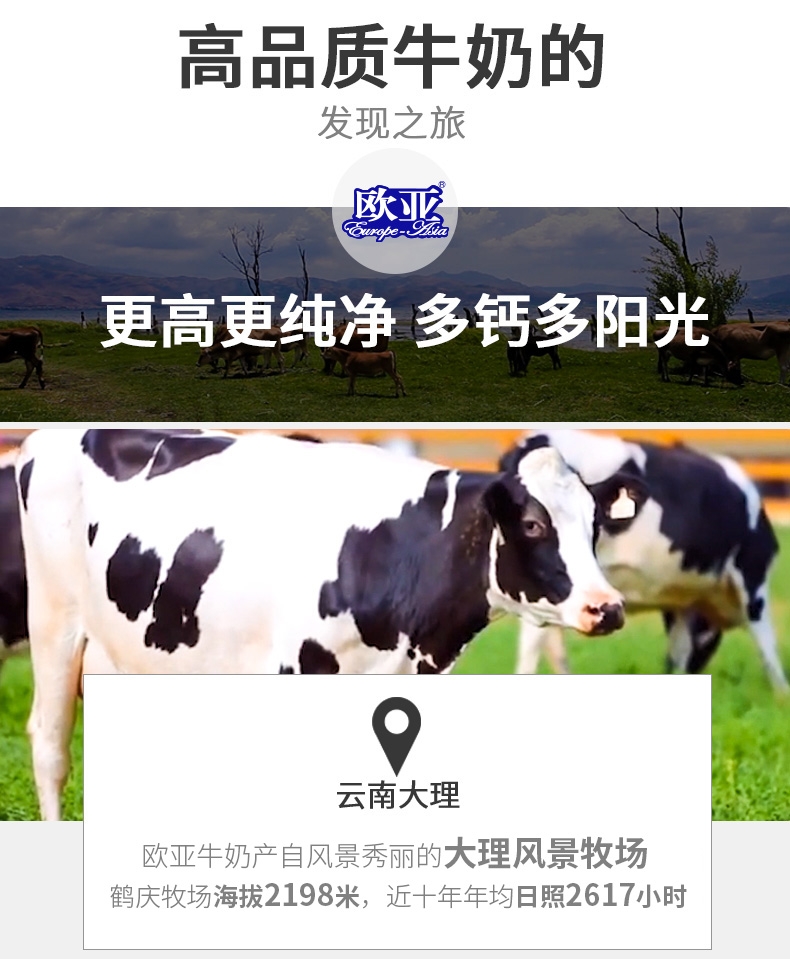 高品质牛奶的
发现之旅
欧亚®
Europe-Asia
更高更纯净 多钙多阳光
云南大理
欧亚牛奶产自风景秀丽的大理风景牧场
鹤庆牧场海拔2198米，近十年年均日照2617小时